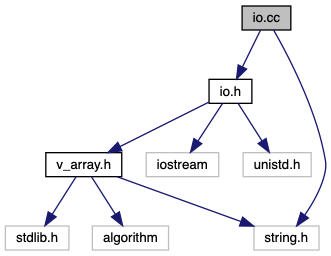 io.cc
io.h
v_array.h
iostream
unistd.h
stdlib.h
algorithm
string.h